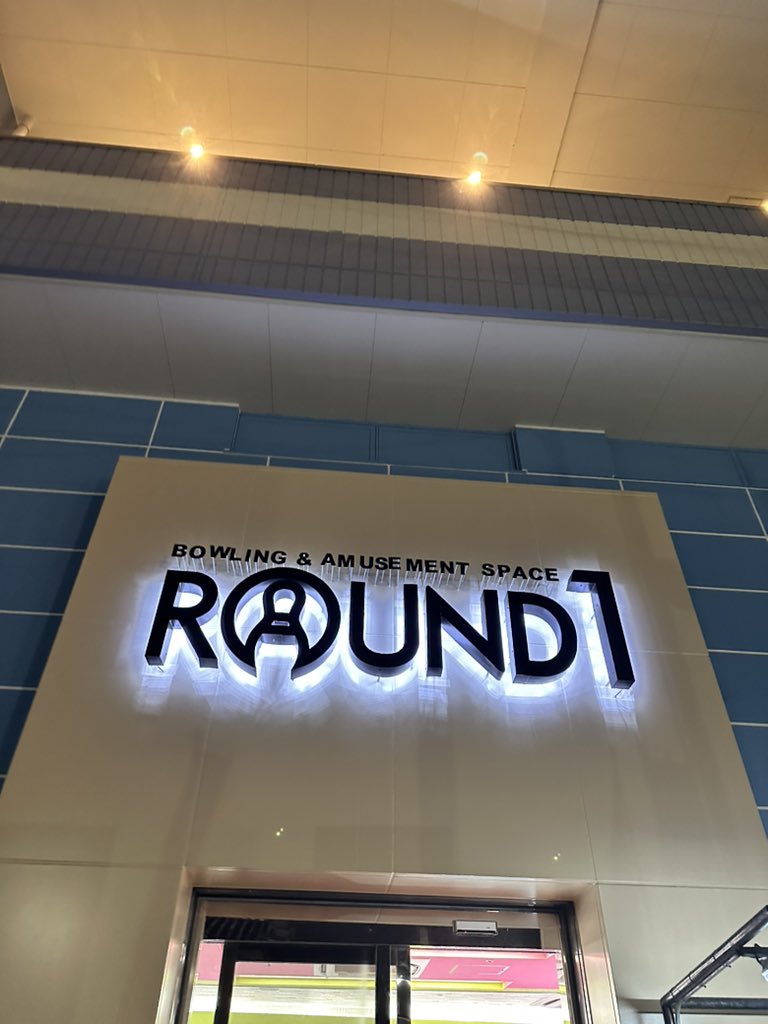 BOWLING & AMUSEMENT SPACE
ROUND1